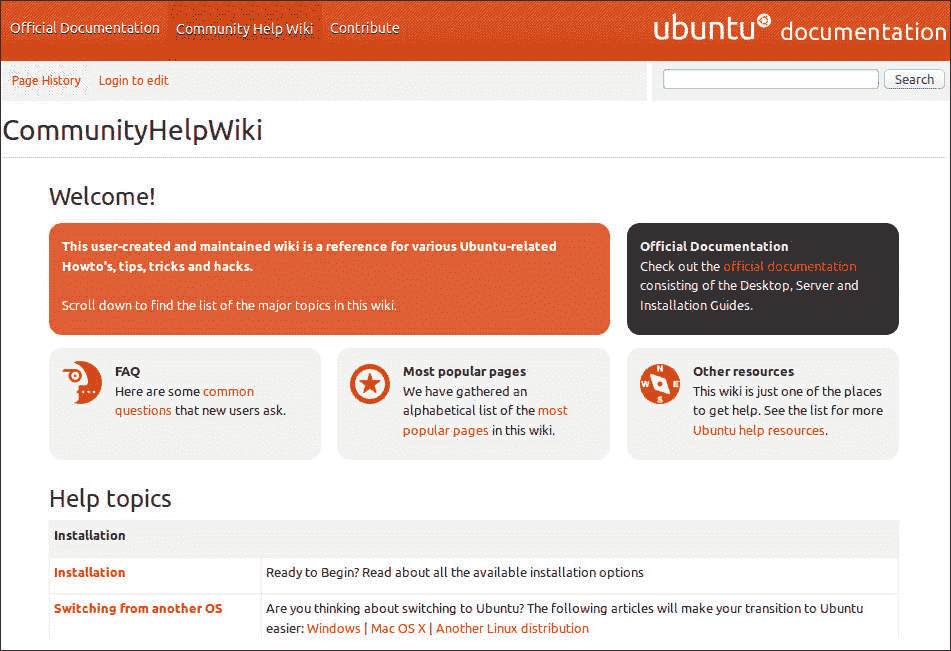 Official Documentation Community Help Wiki Contribute
ubuntu documentation
Page History Login to edit
Search
CommunityHelpWiki
Welcome!
This user-created and maintained wiki is a reference for various Ubuntu-related
Howto's, tips, tricks and hacks.
Scroll down to find the list of the major topics in this wiki.
Official Documentation
Check out the official documentation
consisting of the Desktop, Server and
Installation Guides.
FAQ
Here are some common
questions that new users ask.
Most popular pages
We have gathered an
alphabetical list of the most
popular pages in this wiki.
N
W E
S
Other resources
This wiki is just one of the places
to get help. See the list for more
Ubuntu help resources.
Help topics
Installation
Installation
Ready to Begin? Read about all the available installation options
Switching from another OS
Are you thinking about switching to Ubuntu? The following articles will make your transition to Ubuntu
easier: Windows | Mac OS X | Another Linux distribution